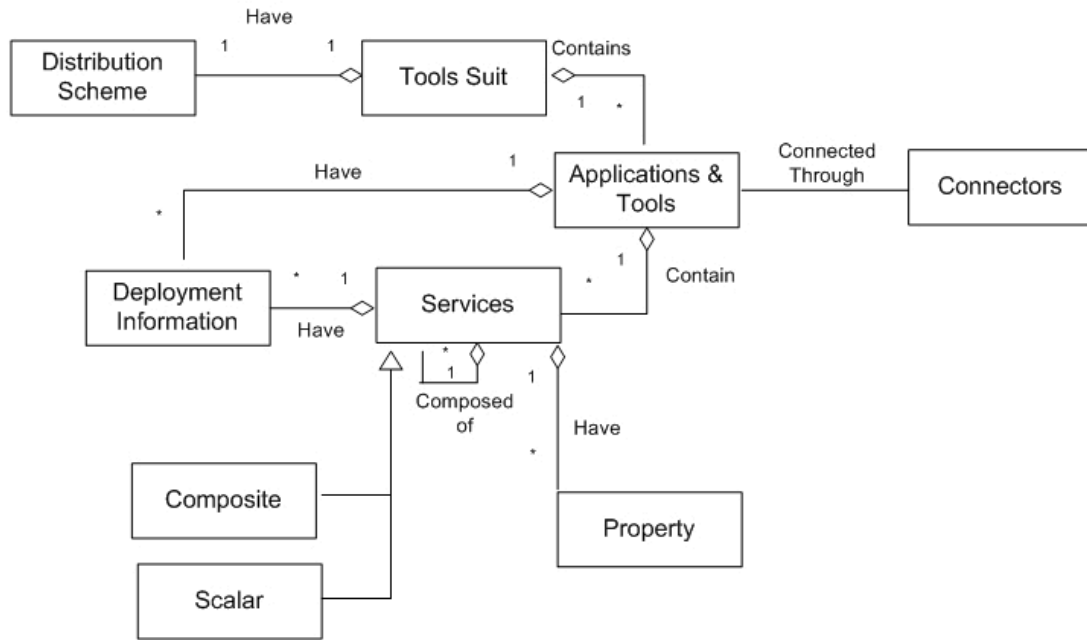 Have
1
1
Distribution
Scheme
Tools Suit
Contains
1
*
Have
1
*
Applications &
Tools
Connected
Through
Connectors
1
*
Contain
Deployment
Information
*
1
Have
Services
*
1
Composed
of
1
Have
*
Composite
Property
Scalar